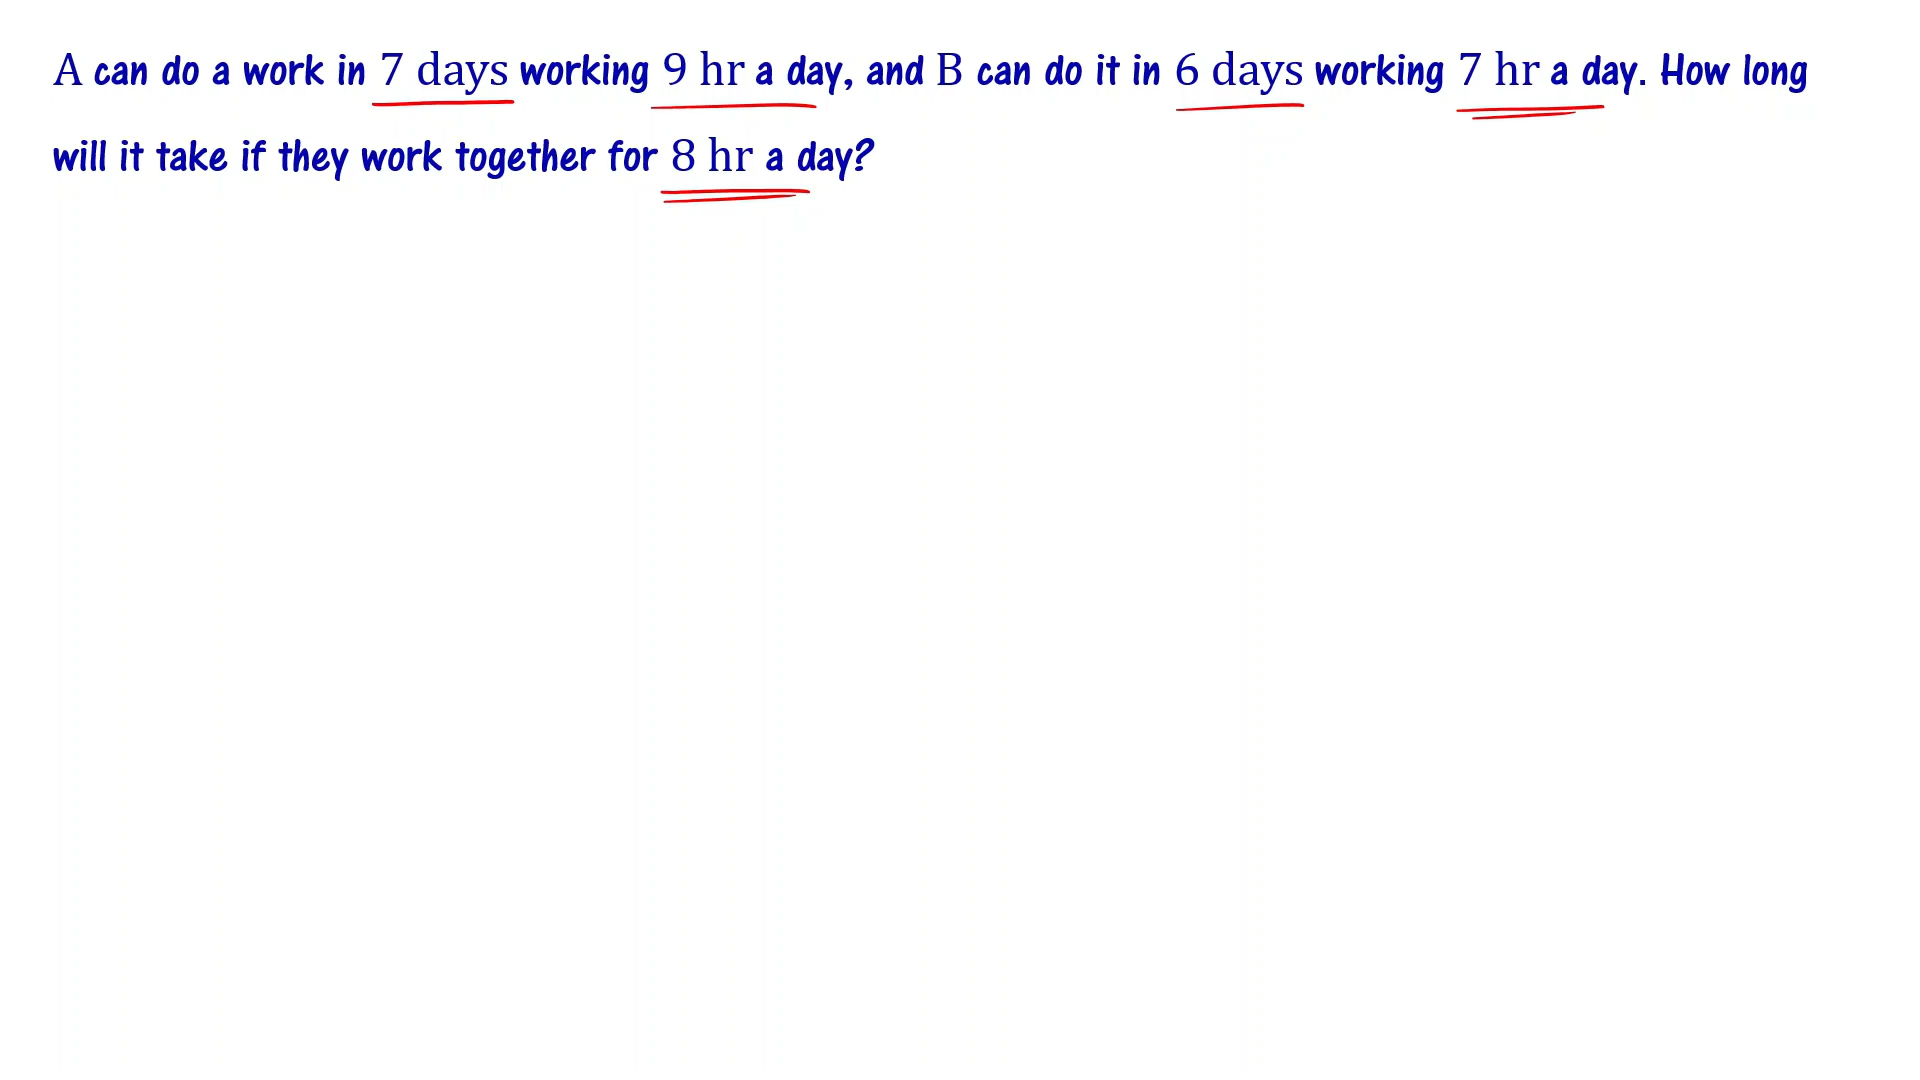 A can do a work in 7 days working 9 hr a day, and B can do it in 6 days working 7 hr a day. How long
will it take if they work together for 8 hr a day?